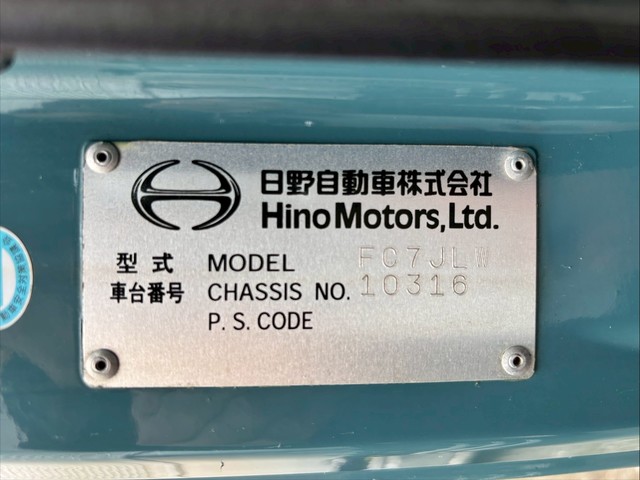 日野自動車株式会社
Hino Motors, Ltd.
型式 MODEL FC7JLW
車台番号 CHASSIS NO. 10316
P. S. CODE